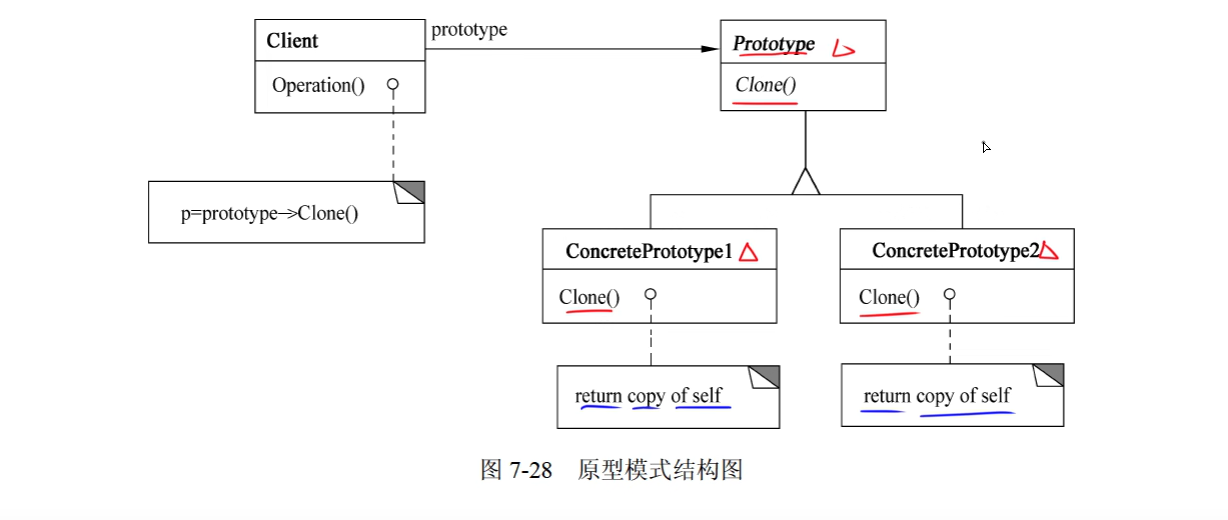 Client
prototype
Prototype
Operation()
Clone()
p=prototype->Clone()
ConcretePrototype1
ConcretePrototype2
Clone()
Clone()
return copy of self
return copy of self
图 7-28 原型模式结构图